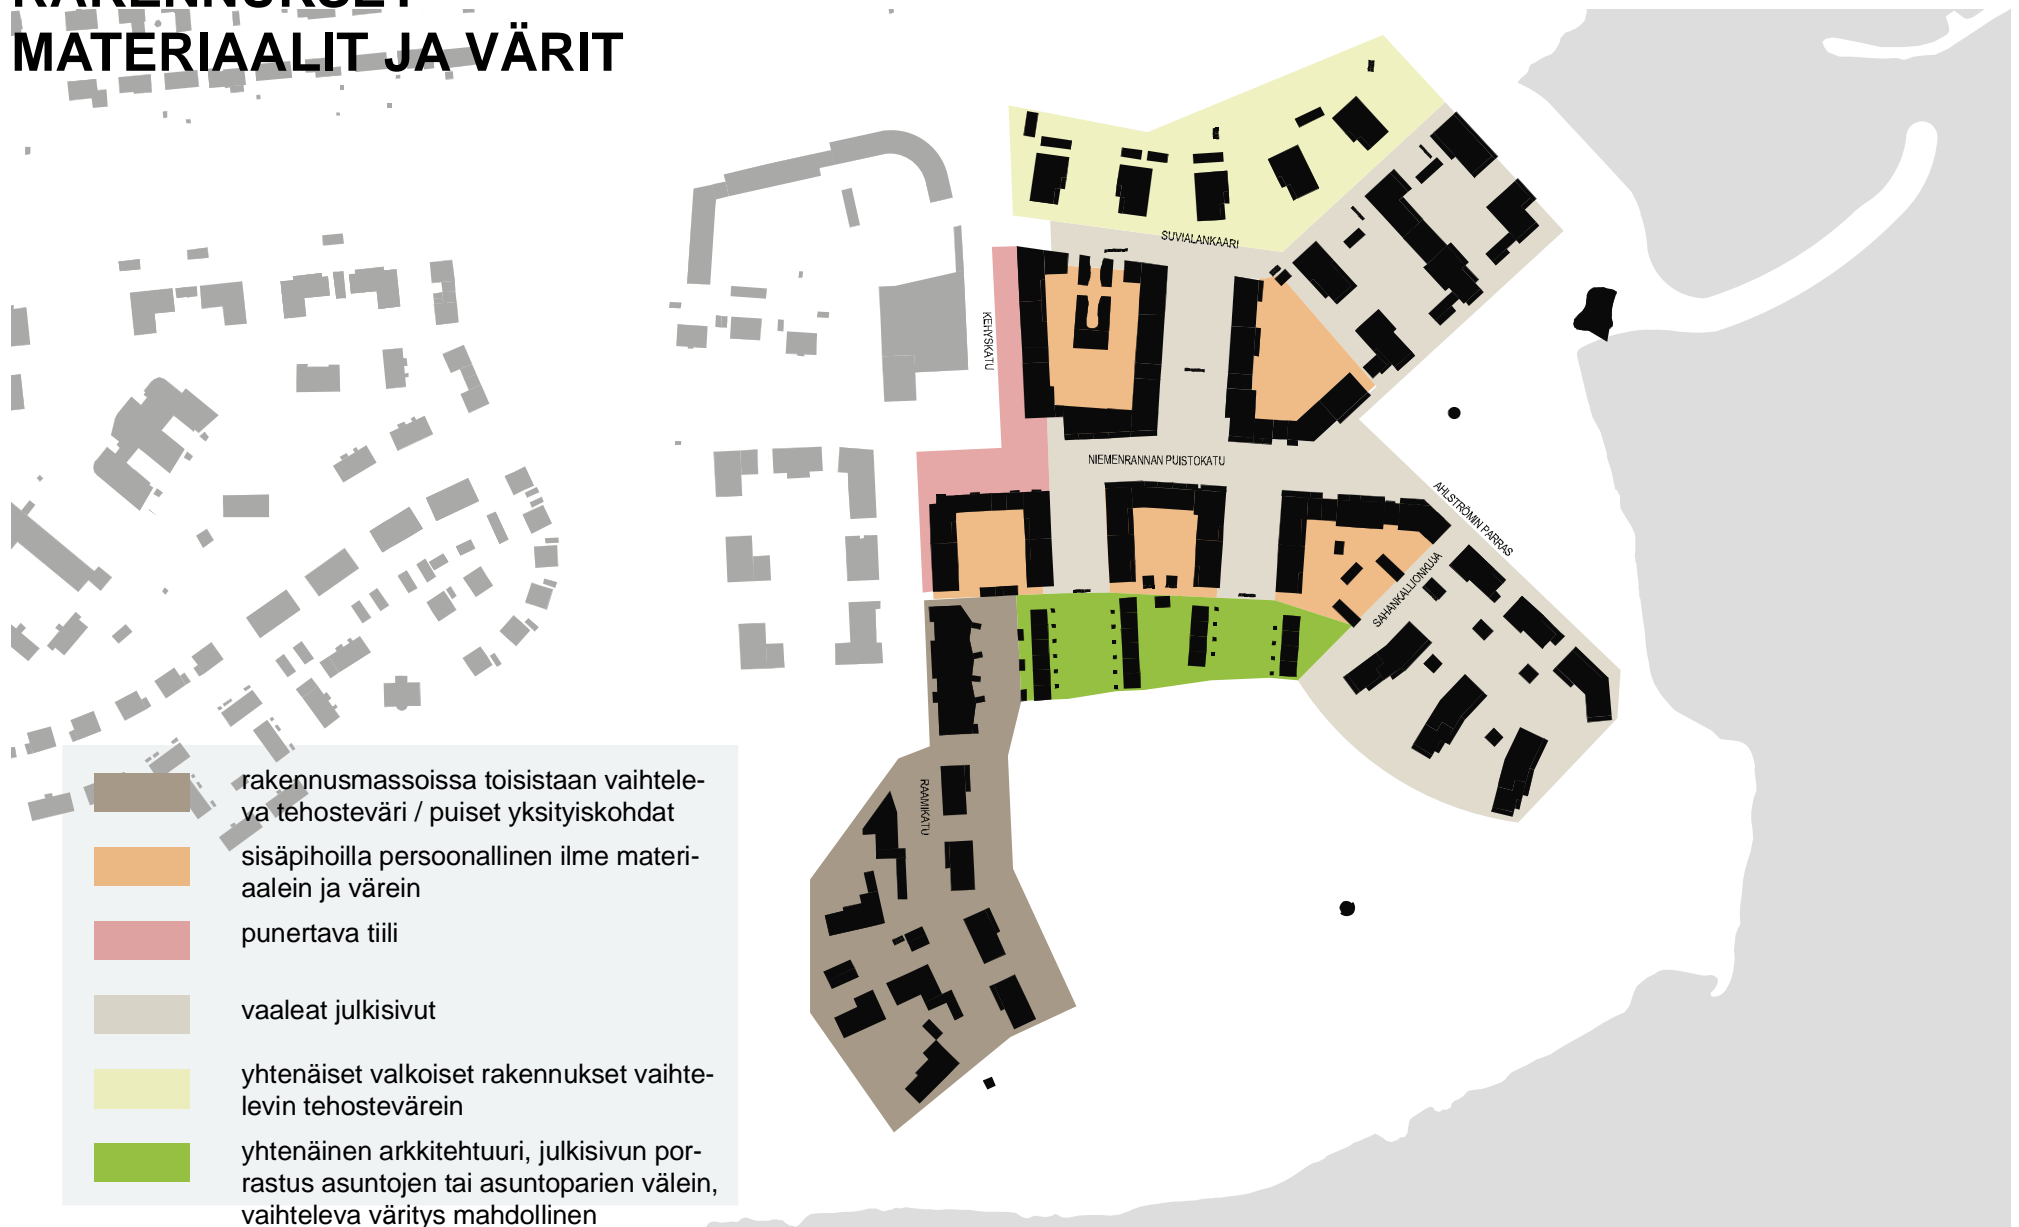 RAKENNUKSET
MATERIAALIT JA VÄRIT
SUVIALANKAARI
KEHYSKATU
NIEMENRANNAN PUISTOKATU
AHLSTRÖMIN PARRAS
SAHANKALLIONKUJA
RAAMIKATU
rakennusmassoissa toisistaan vaihtele-
va tehosteväri / puiset yksityiskohdat
sisäpihoilla persoonallinen ilme materi-
aalein ja värein
punertava tiili
vaaleat julkisivut
yhtenäiset valkoiset rakennukset vaihte-
levin tehostevärein
yhtenäinen arkkitehtuuri, julkisivun por-
rastus asuntojen tai asuntoparien välein,
vaihteleva väritys mahdollinen